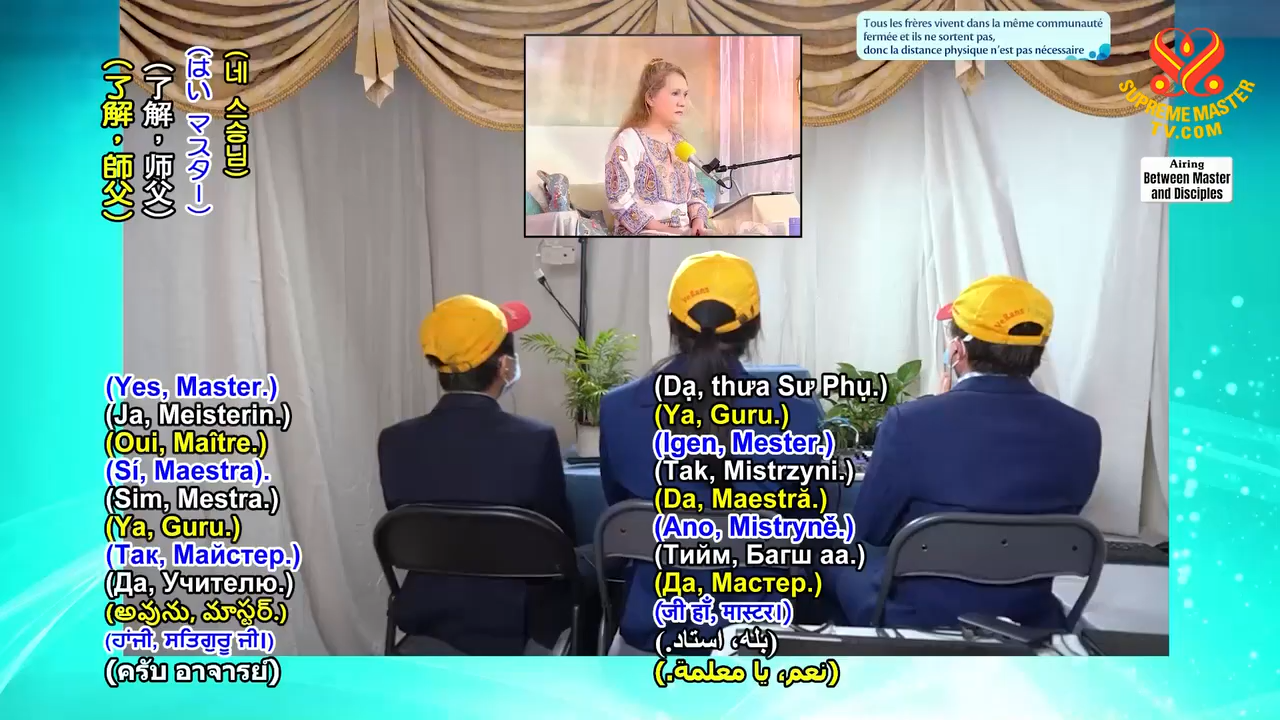 Tous les frères vivent dans la même communauté
fermée et ils ne sortent pas,
donc la distance physique n'est pas nécessaire
SUPREME MASTER
TV.COM
Airing
Between Master
and Disciples
(네 스승님)
(はい マスター)
(了解，师父)
(了解，師父)
Vegans
Vegans
(Yes, Master.)
(Ja, Meisterin.)
(Oui, Maître.)
(Sí, Maestra).
(Sim, Mestra.)
(Ya, Guru.)
(Так, Майстер.)
(Да, Учителю.)
(అవును, మాస్టర్.)
(ਹਾਂਜੀ, ਸਤਿਗੁਰੂ ਜੀ।)
(ครับ อาจารย์)
(Dạ, thưa Sư Phụ.)
(Ya, Guru.)
(Igen, Mester.)
(Tak, Mistrzyni.)
(Da, Maestră.)
(Ano, Mistryně.)
(Тийм, Багш аа.)
(Да, Мастер.)
(जी हाँ, मास्टर।)
(بله، استاد.)
(نعم، يا معلمة.)